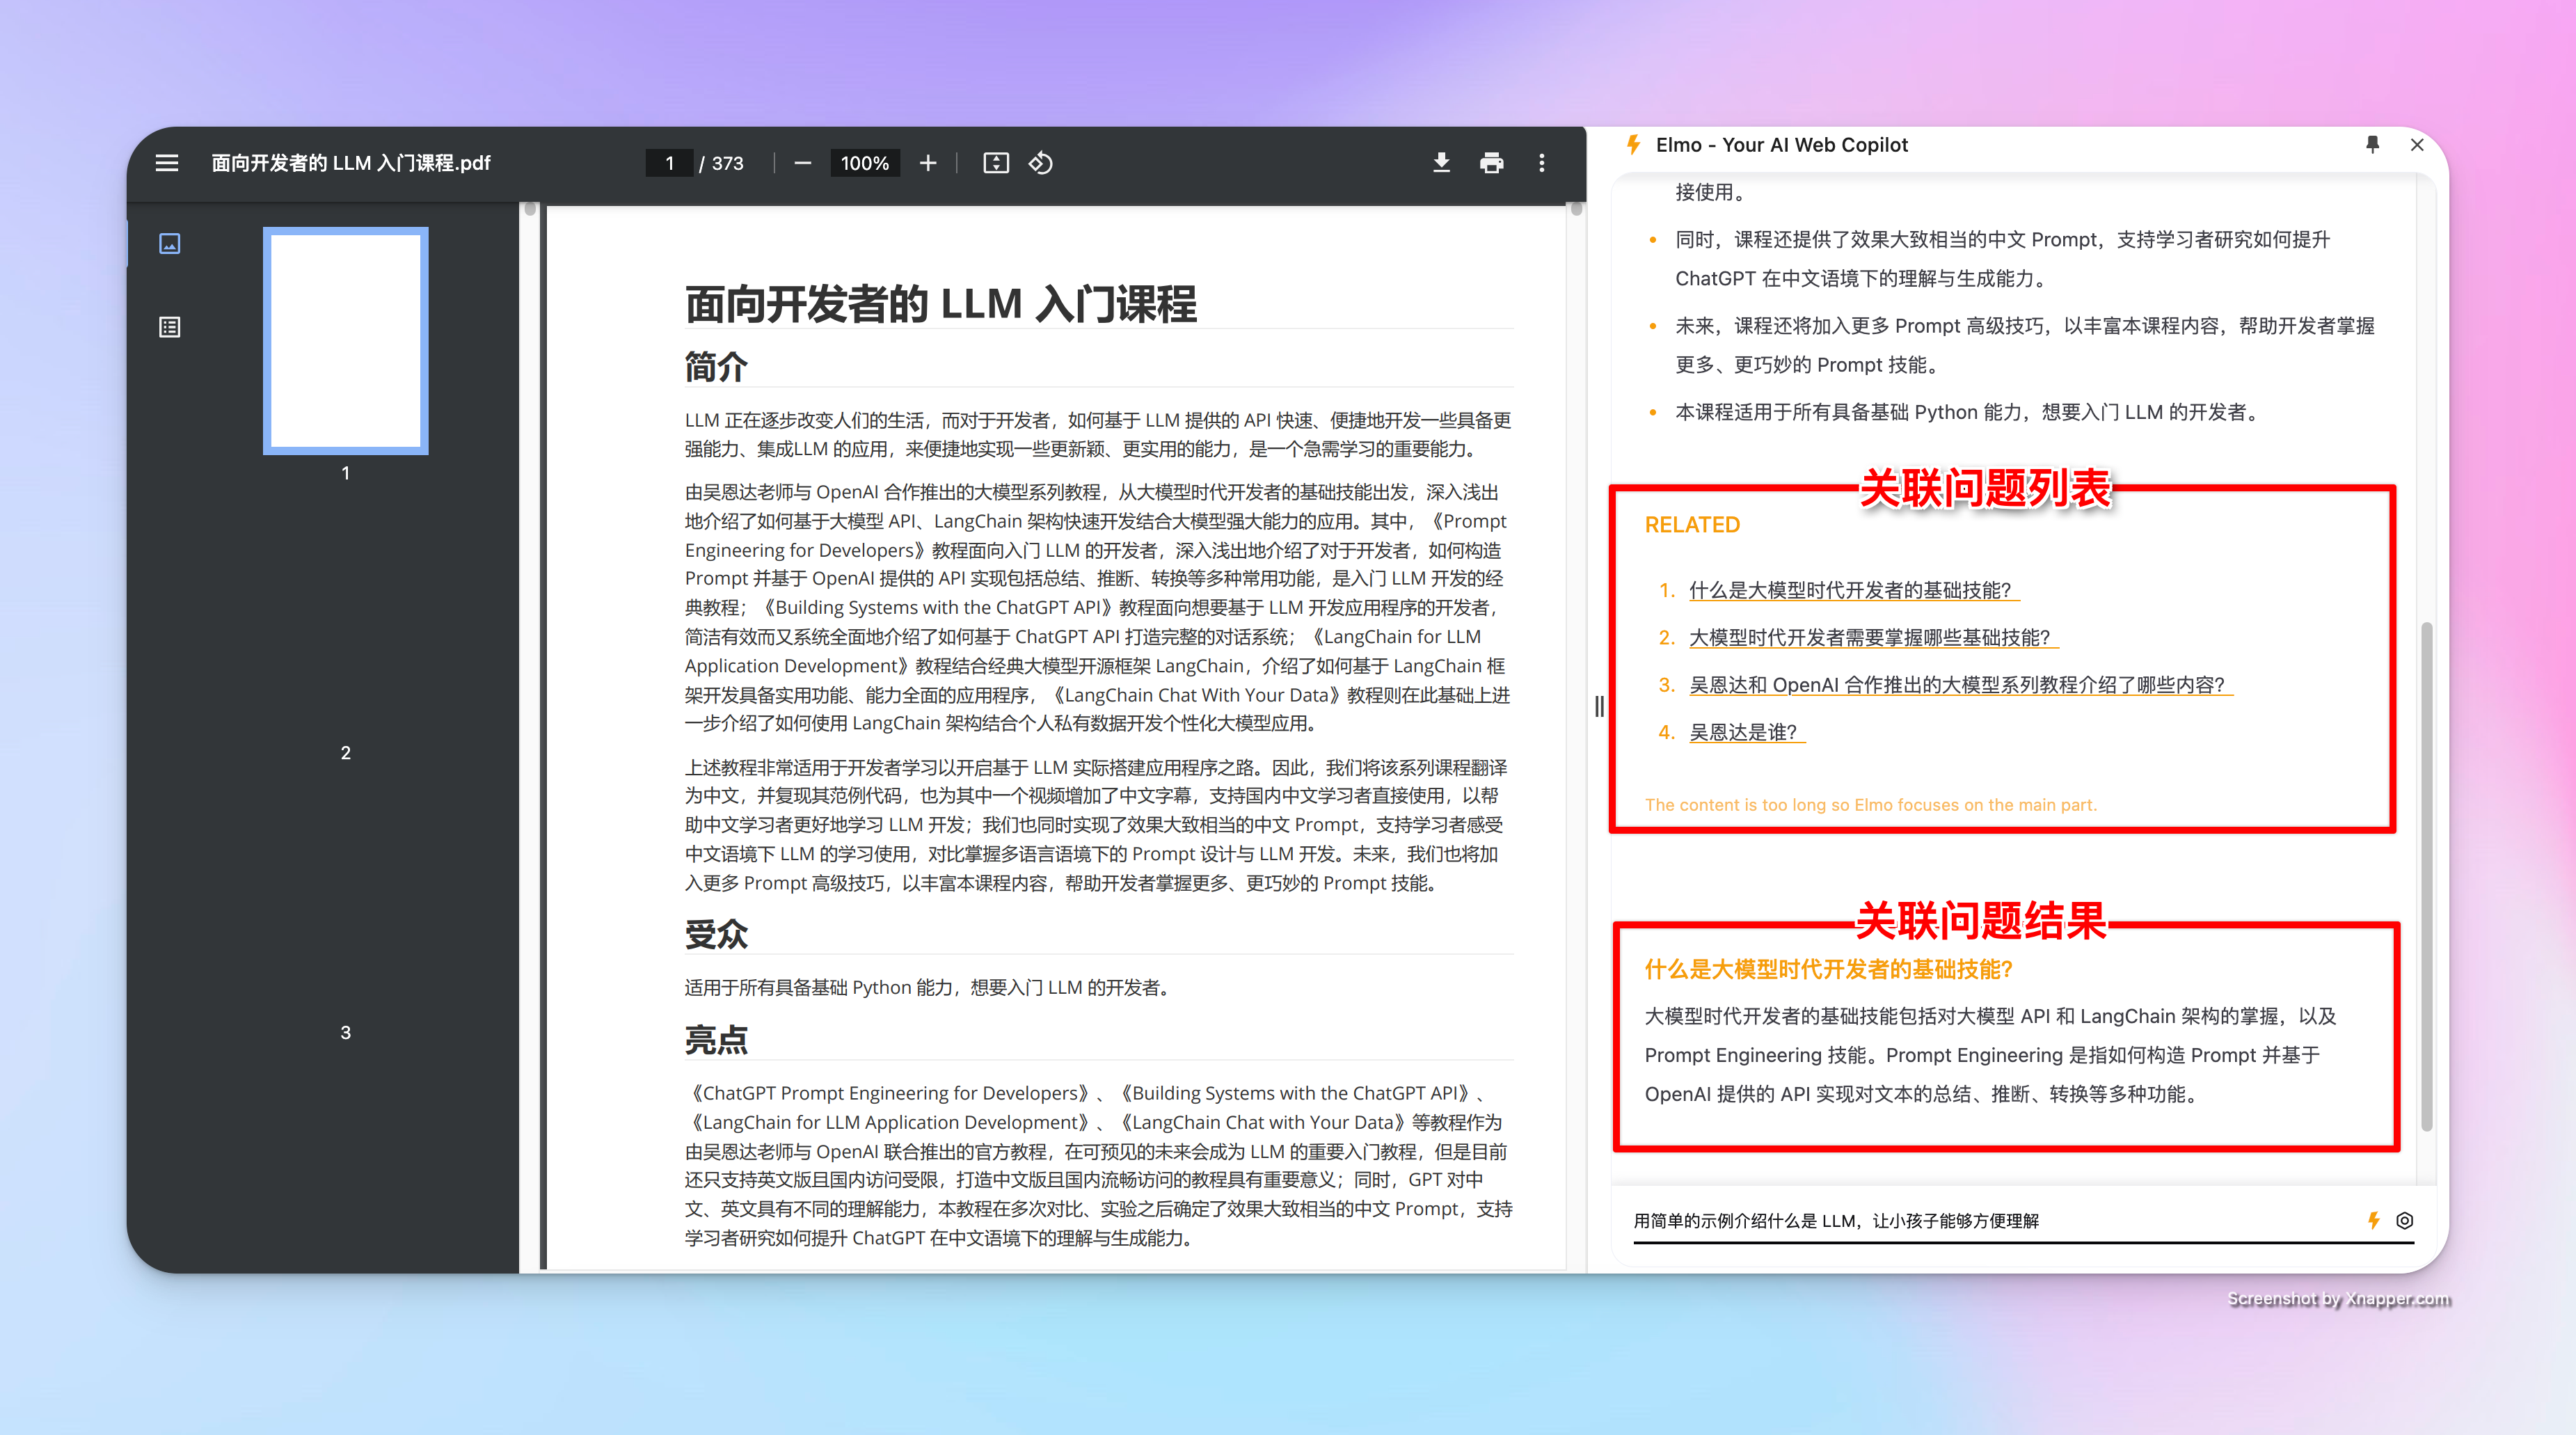 面向开发者的 LLM 入门课程.pdf
1 / 373
100%
1
2
3
面向开发者的 LLM 入门课程
简介
LLM 正在逐步改变人们的生活，而对于开发者，如何基于 LLM 提供的 API 快速、便捷地开发一些具备更
强能力、集成LLM 的应用，来便捷地实现一些更新颖、更实用的能力，是一个急需学习的重要能力。
由吴恩达老师与 OpenAI 合作推出的大模型系列教程，从大模型时代开发者的基础技能出发，深入浅出
地介绍了如何基于大模型 API、LangChain 架构快速开发结合大模型强大能力的应用。其中，《Prompt
Engineering for Developers》教程面向入门 LLM 的开发者，深入浅出地介绍了对于开发者，如何构造
Prompt 并基于 OpenAI 提供的 API 实现包括总结、推断、转换等多种常用功能，是入门 LLM 开发的经
典教程；《Building Systems with the ChatGPT API》教程面向想要基于 LLM 开发应用程序的开发者，
简洁有效而又系统全面地介绍了如何基于 ChatGPT API 打造完整的对话系统；《LangChain for LLM
Application Development》教程结合经典大模型开源框架 LangChain，介绍了如何基于 LangChain 框
架开发具备实用功能、能力全面的应用程序，《LangChain Chat With Your Data》教程则在此基础上进
一步介绍了如何使用 LangChain 架构结合个人私有数据开发个性化大模型应用。
上述教程非常适用于开发者学习以开启基于 LLM 实际搭建应用程序之路。因此，我们将该系列课程翻译
为中文，并复现其范例代码，也为其中一个视频增加了中文字幕，支持国内中文学习者直接使用，以帮
助中文学习者更好地学习 LLM 开发；我们也同时实现了效果大致相当的中文 Prompt，支持学习者感受
中文语境下 LLM 的学习使用，对比掌握多语言语境下的 Prompt 设计与 LLM 开发。未来，我们也将加
入更多 Prompt 高级技巧，以丰富本课程内容，帮助开发者掌握更多、更巧妙的 Prompt 技能。
受众
适用于所有具备基础 Python 能力，想要入门 LLM 的开发者。
亮点
《ChatGPT Prompt Engineering for Developers》、《Building Systems with the ChatGPT API》、
《LangChain for LLM Application Development》、《LangChain Chat with Your Data》等教程作为
由吴恩达老师与 OpenAI 联合推出的官方教程，在可预见的未来会成为 LLM 的重要入门教程，但是目前
还只支持英文版且国内访问受限，打造中文版且国内流畅访问的教程具有重要意义；同时，GPT 对中
文、英文具有不同的理解能力，本教程在多次对比、实验之后确定了效果大致相当的中文 Prompt，支持
学习者研究如何提升 ChatGPT 在中文语境下的理解与生成能力。
Elmo - Your AI Web Copilot
接使用。
• 同时，课程还提供了效果大致相当的中文 Prompt，支持学习者研究如何提升
ChatGPT 在中文语境下的理解与生成能力。
• 未来，课程还将加入更多 Prompt 高级技巧，以丰富本课程内容，帮助开发者掌握
更多、更巧妙的 Prompt 技能。
• 本课程适用于所有具备基础 Python 能力，想要入门 LLM 的开发者。
关联问题列表
RELATED
1. 什么是大模型时代开发者的基础技能?
2. 大模型时代开发者需要掌握哪些基础技能?
3. 吴恩达和 OpenAI 合作推出的大模型系列教程介绍了哪些内容?
4. 吴恩达是谁?
The content is too long so Elmo focuses on the main part.
关联问题结果
什么是大模型时代开发者的基础技能?
大模型时代开发者的基础技能包括对大模型 API 和 LangChain 架构的掌握，以及
Prompt Engineering 技能。Prompt Engineering 是指如何构造 Prompt 并基于
OpenAI 提供的 API 实现对文本的总结、推断、转换等多种功能。
用简单的示例介绍什么是 LLM，让小孩子能够方便理解
Screenshot by Xnapper.com